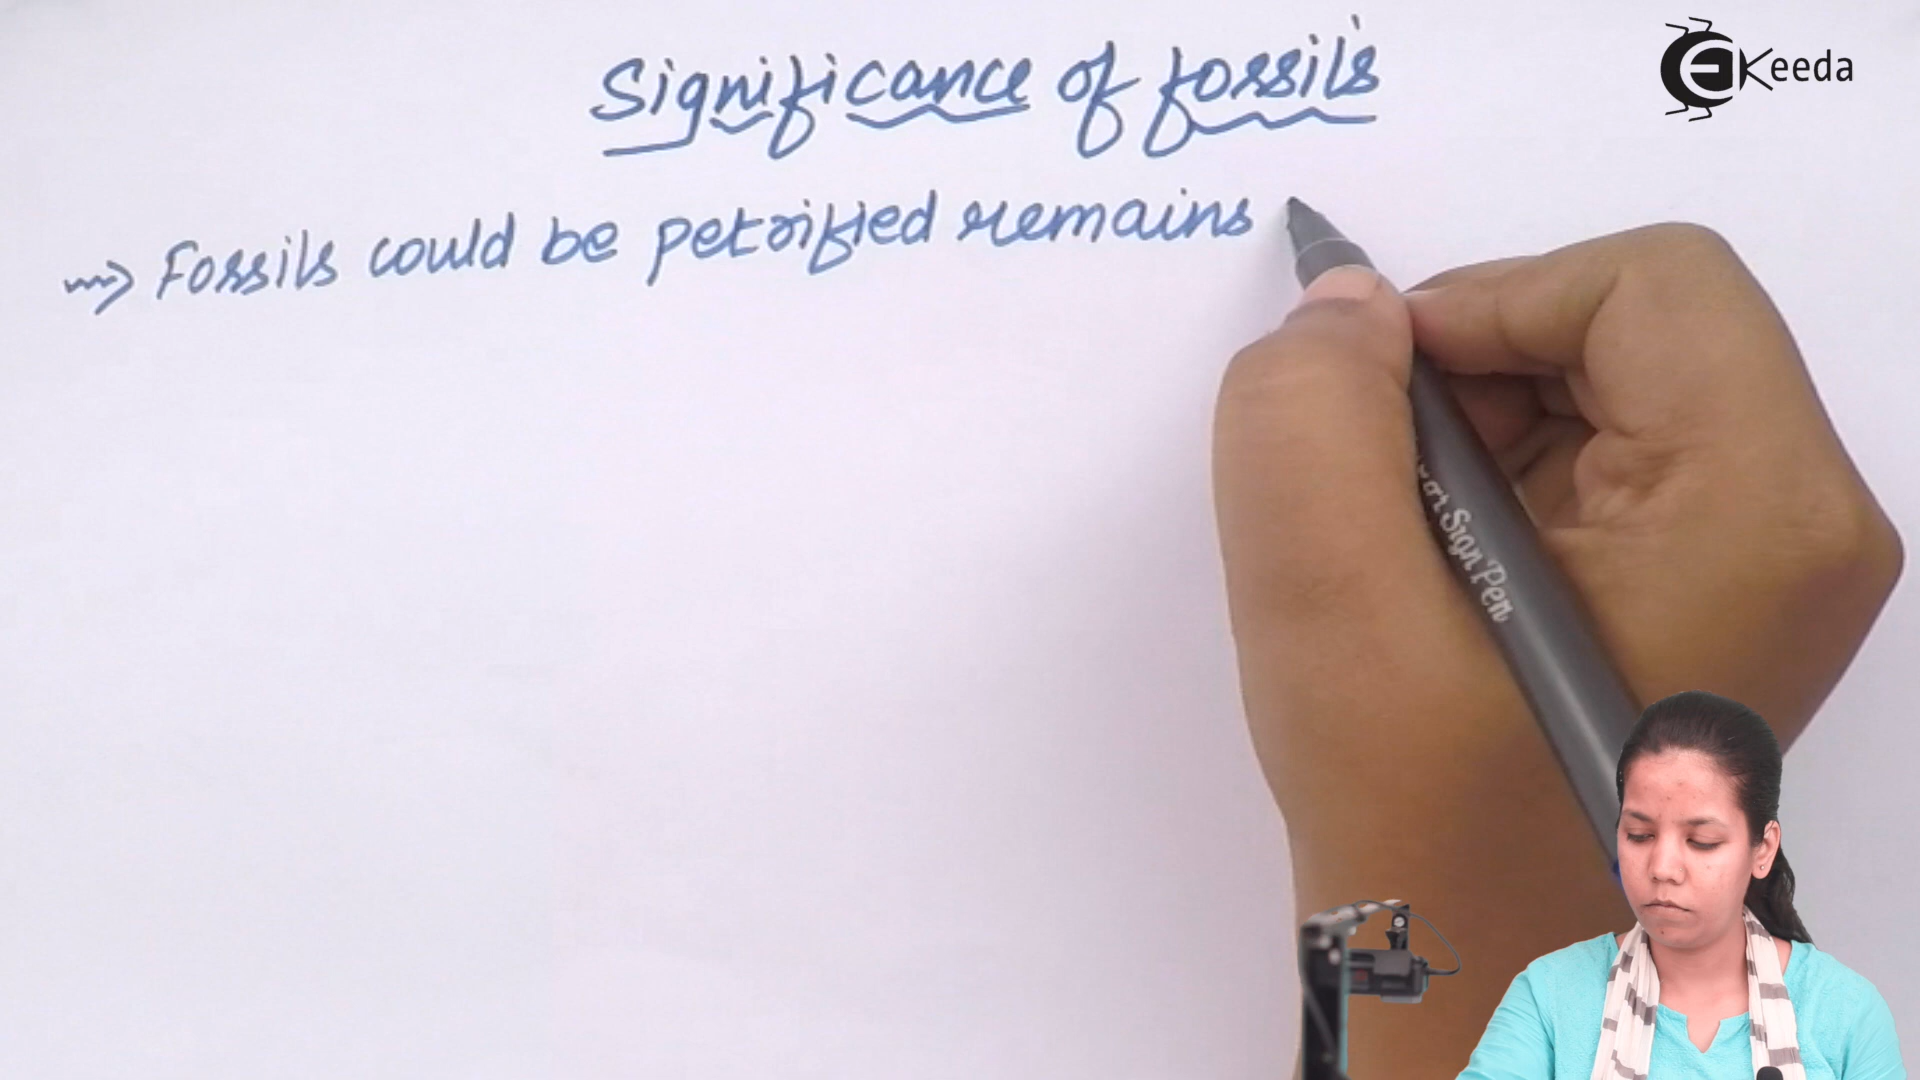 Significance of fossils
Keeda
⇝ Fossils could be petrified remains
Sign Pen